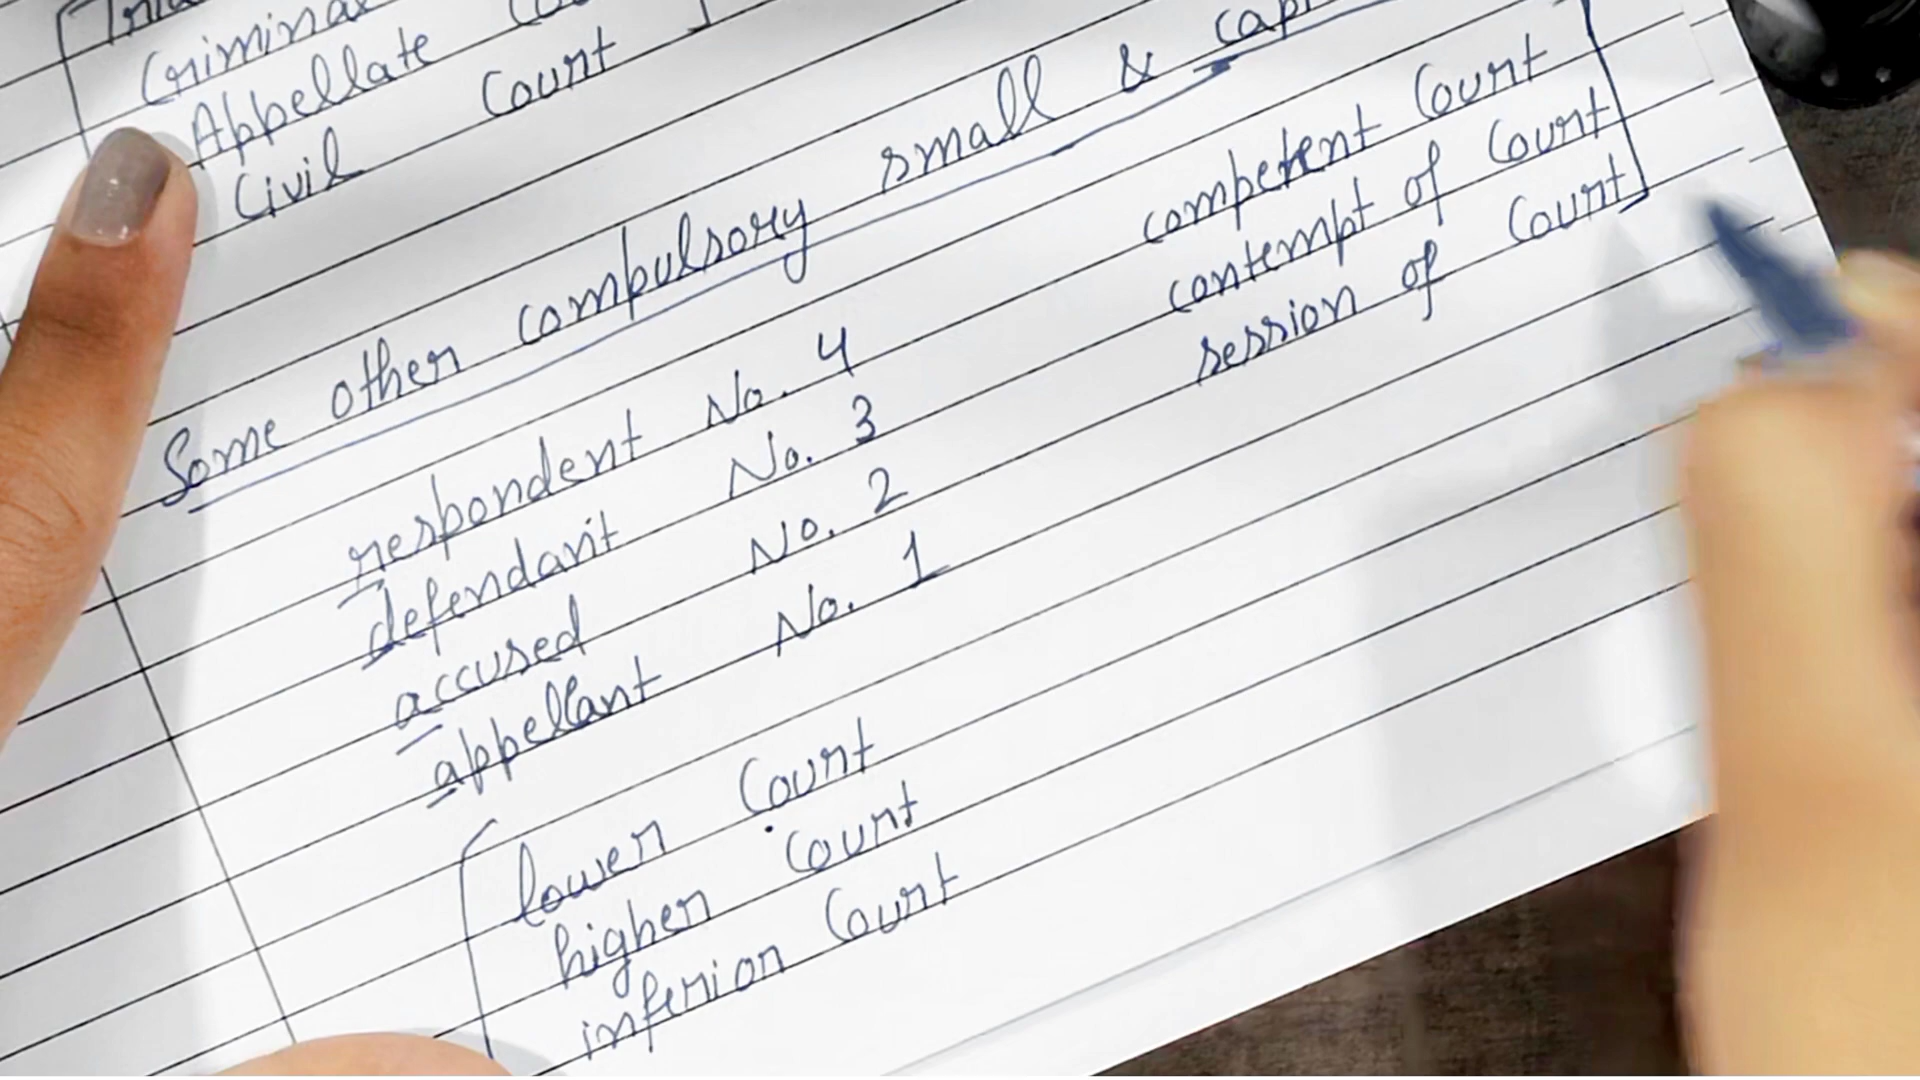 Criminal
Appellate
Civil Court
Some other compulsory small &
respondent No. 4
defendant No. 3
accused No. 2
appellant No. 1
competent Court
contempt of Court
session of Court
lower Court
higher Court
inferior Court